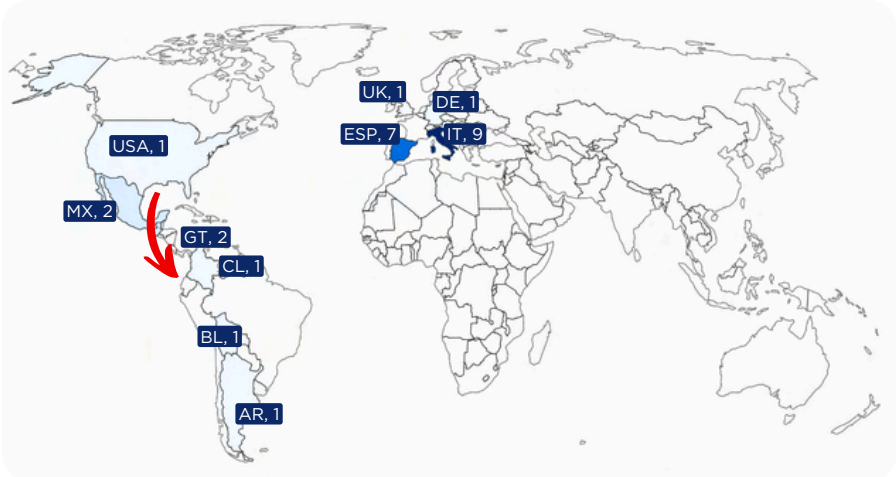 UK, 1
DE, 1
ESP, 7
IT, 9
USA, 1
MX, 2
GT, 2
CL, 1
BL, 1
AR, 1